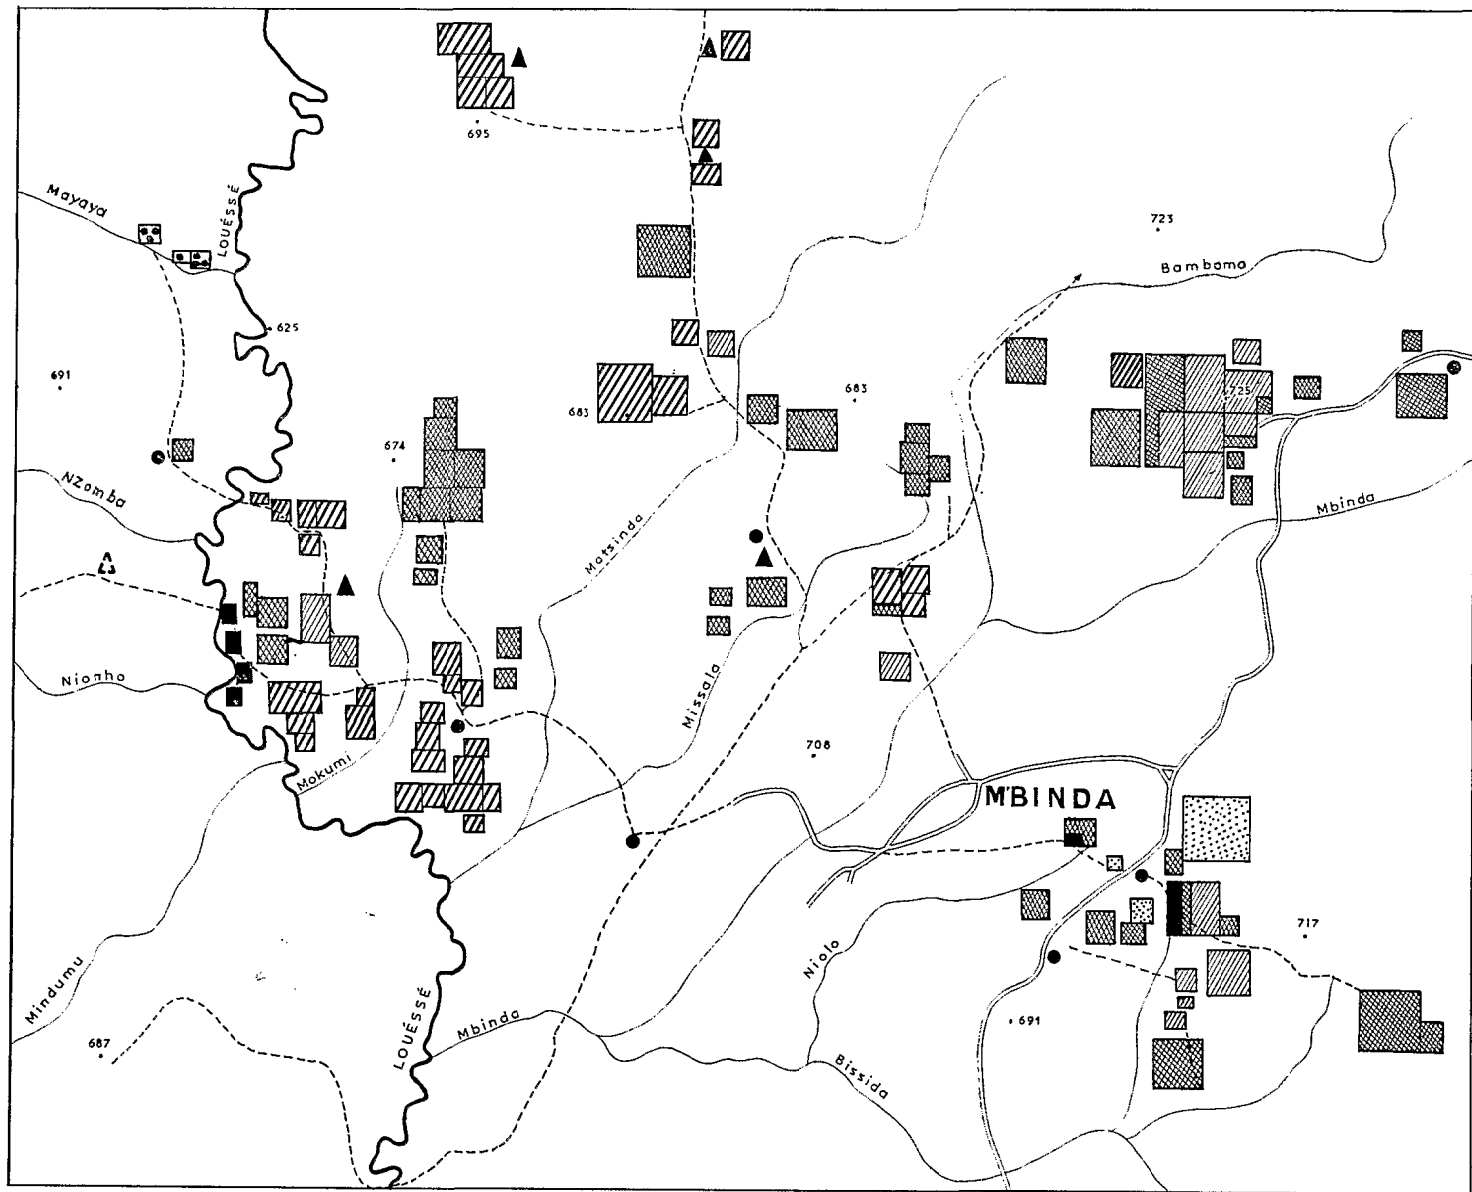 695
Mayaya
LOUÉSSÉ
723
Bambama
625
691
683
725
683
674
NZomba
Matsinda
Mbinda
Nionho
Missala
708
Mokumi
M'BINDA
717
Niolo
Mindumu
LOUÉSSÉ
Mbinda
691
687
Bissida